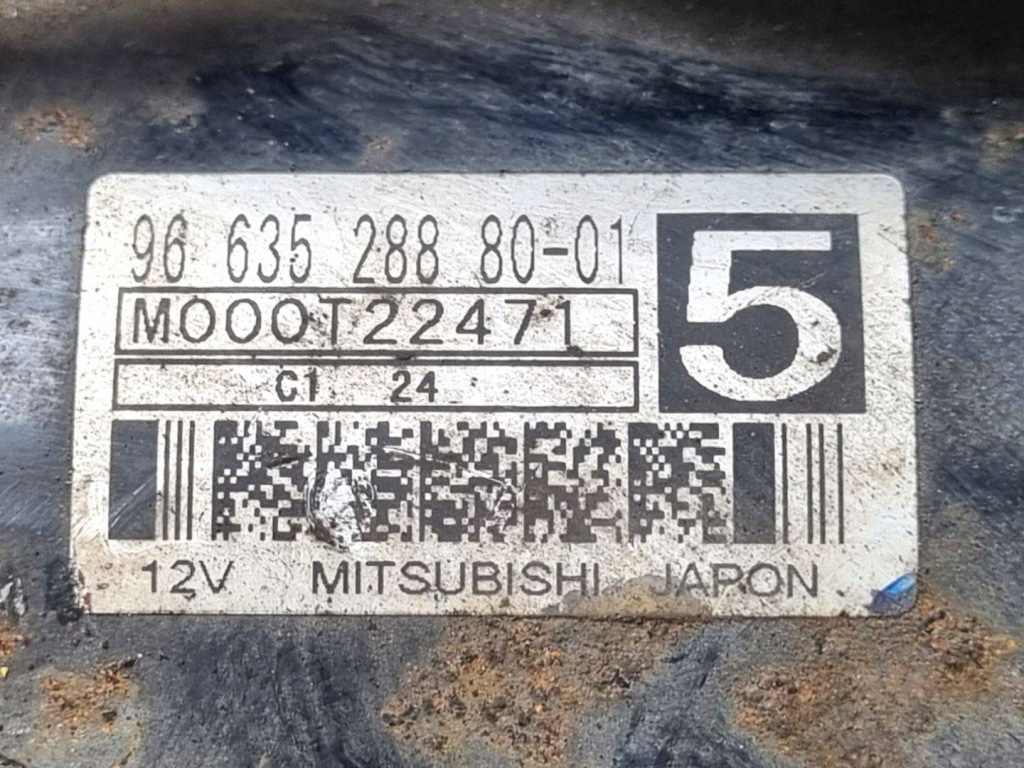 96 635 288 80-01
5
M000T22471
C1 24
12V MITSUBISHI JAPON